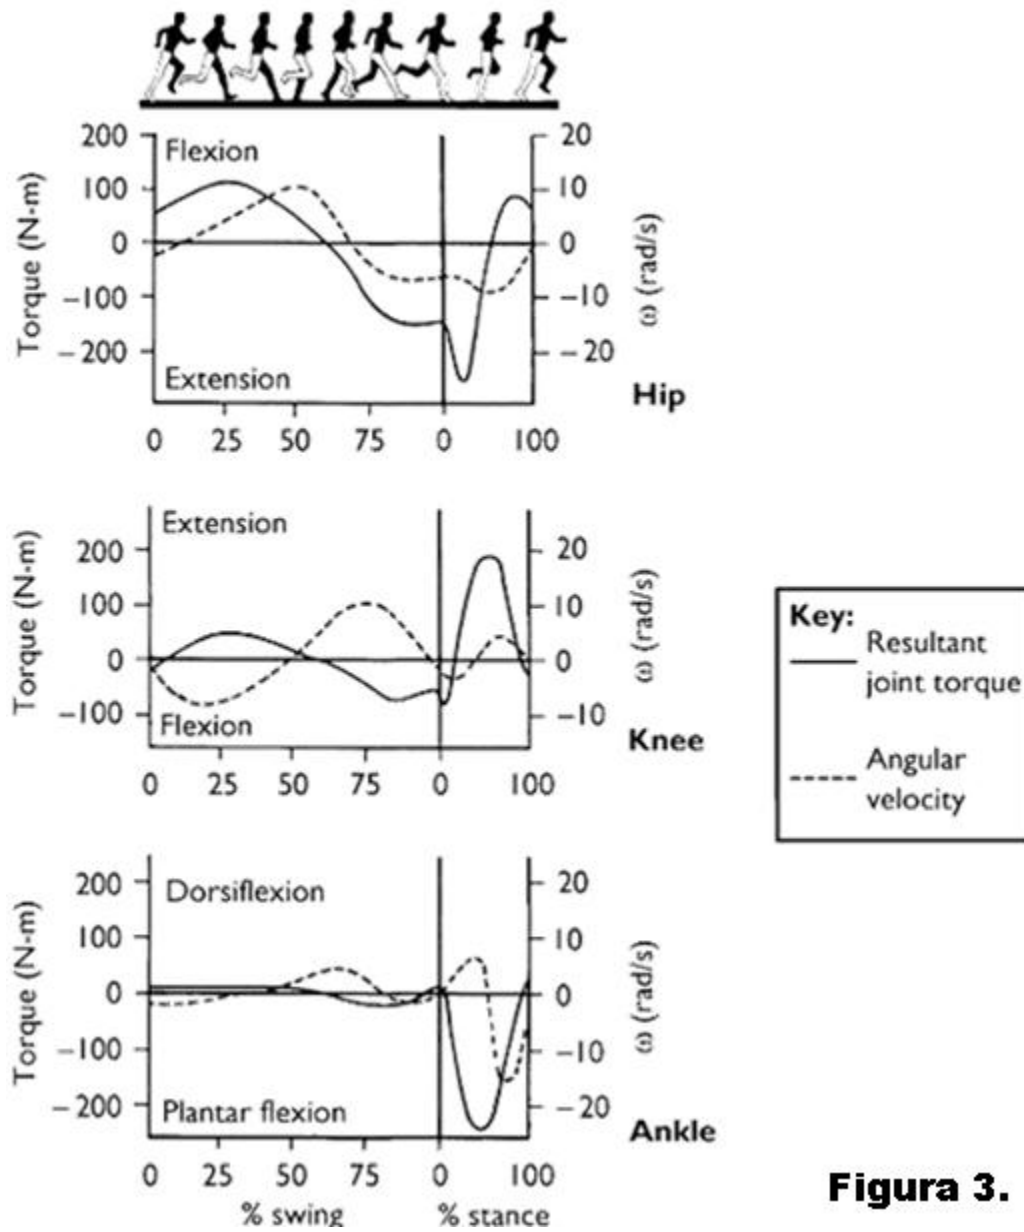 200
20
Flexion
100
10
0
0
−100
−10
−200
−20
Extension
Torque (N·m)
ω (rad/s)
Hip
0 25 50 75 0 100
Extension
200
20
100
10
0
0
−100
−10
Flexion
Torque (N·m)
ω (rad/s)
Knee
0 25 50 75 0 100
Key:
Resultant
joint torque
Angular
velocity
200
20
Dorsiflexion
100
10
0
0
−100
−10
−200
−20
Plantar flexion
Torque (N·m)
ω (rad/s)
Ankle
0 25 50 75 0 100
% swing % stance
Figura 3.